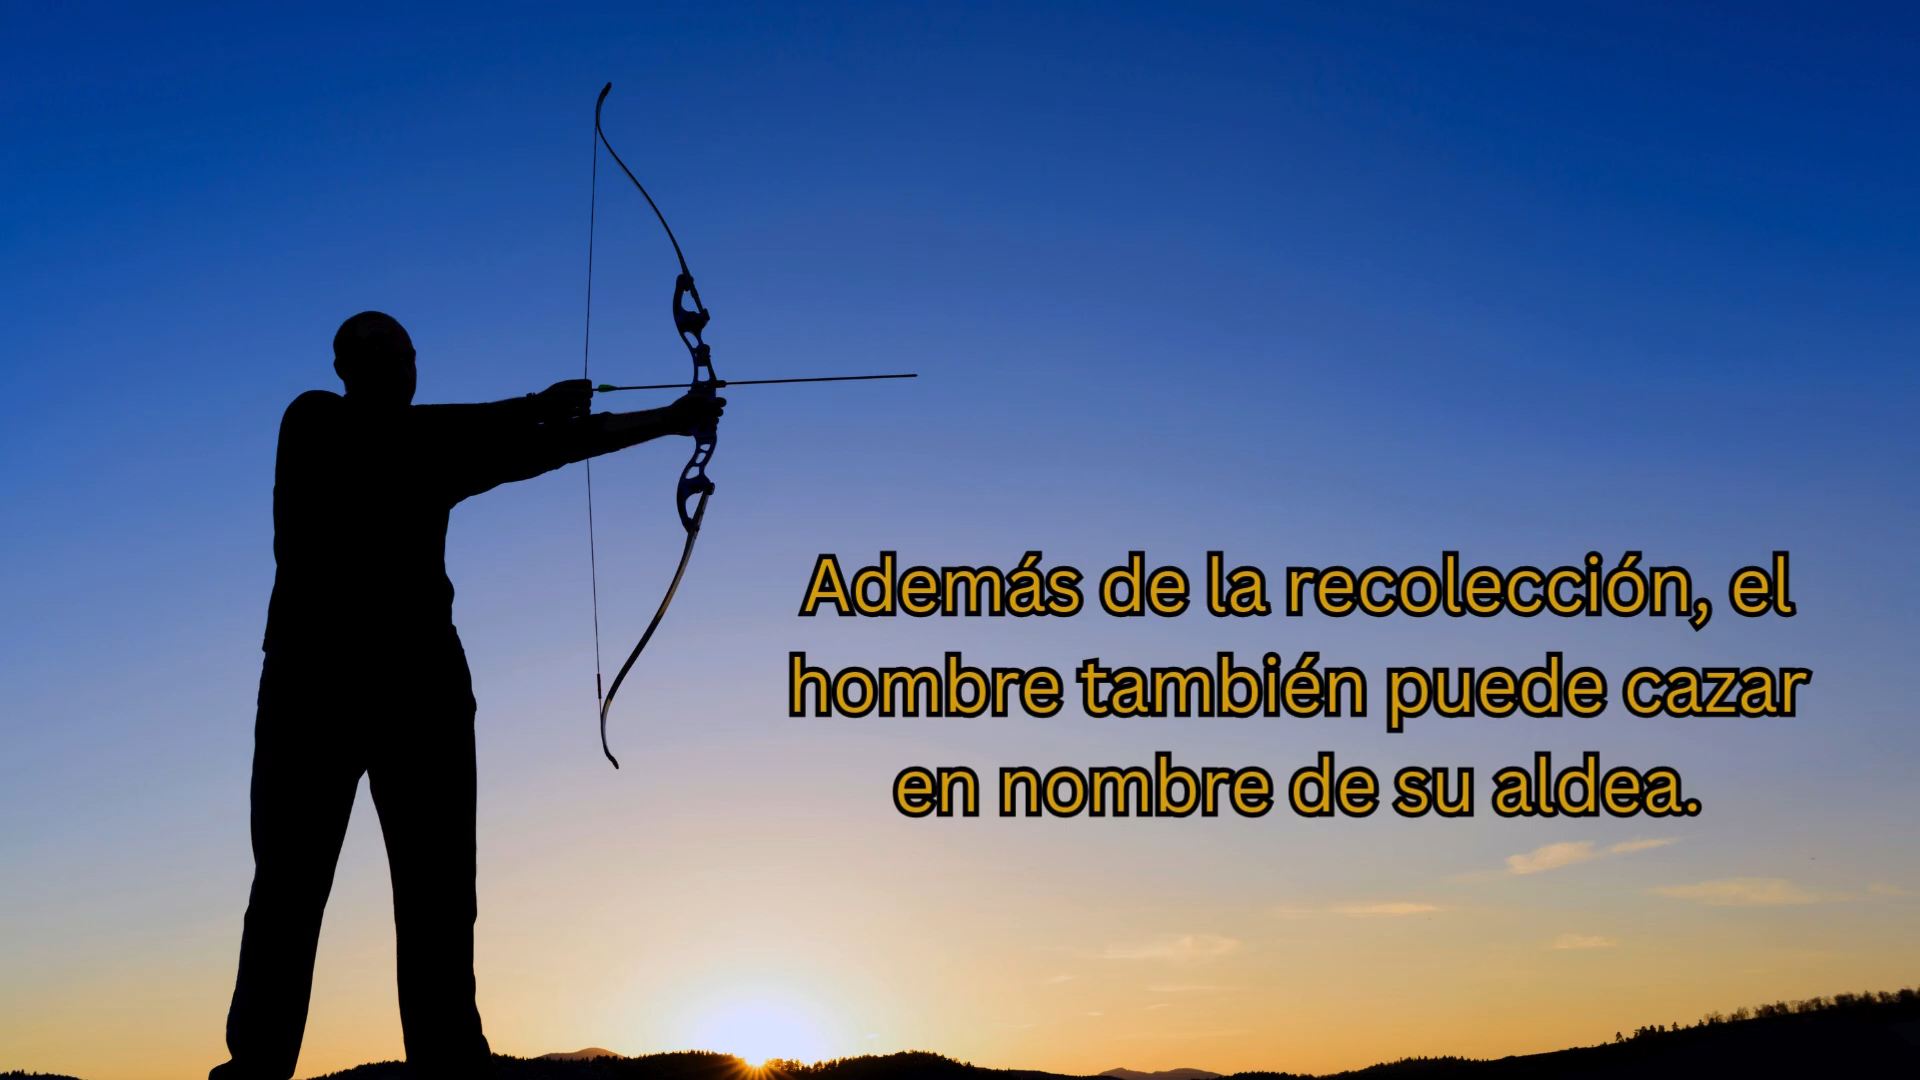 Además de la recolección, el
hombre también puede cazar
en nombre de su aldea.